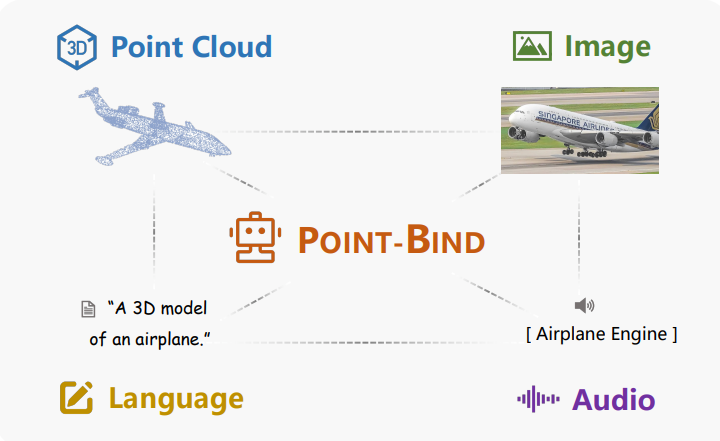 3D Point Cloud
Image
SINGAPORE AIRLINES
POINT-BIND
"A 3D model
of an airplane."
[ Airplane Engine ]
Language
Audio